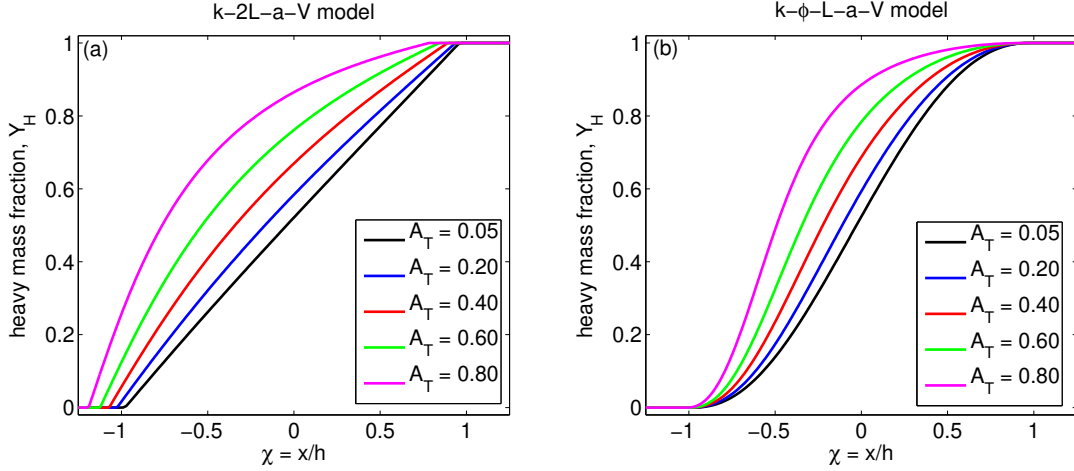 k−2L−a−V model
(a)
heavy mass fraction, Y_H
1
0.8
0.6
0.4
0.2
0
−1
−0.5
0
0.5
1
χ = x/h
A_T = 0.05
A_T = 0.20
A_T = 0.40
A_T = 0.60
A_T = 0.80
k−ϕ−L−a−V model
(b)
heavy mass fraction, Y_H
1
0.8
0.6
0.4
0.2
0
−1
−0.5
0
0.5
1
χ = x/h
A_T = 0.05
A_T = 0.20
A_T = 0.40
A_T = 0.60
A_T = 0.80